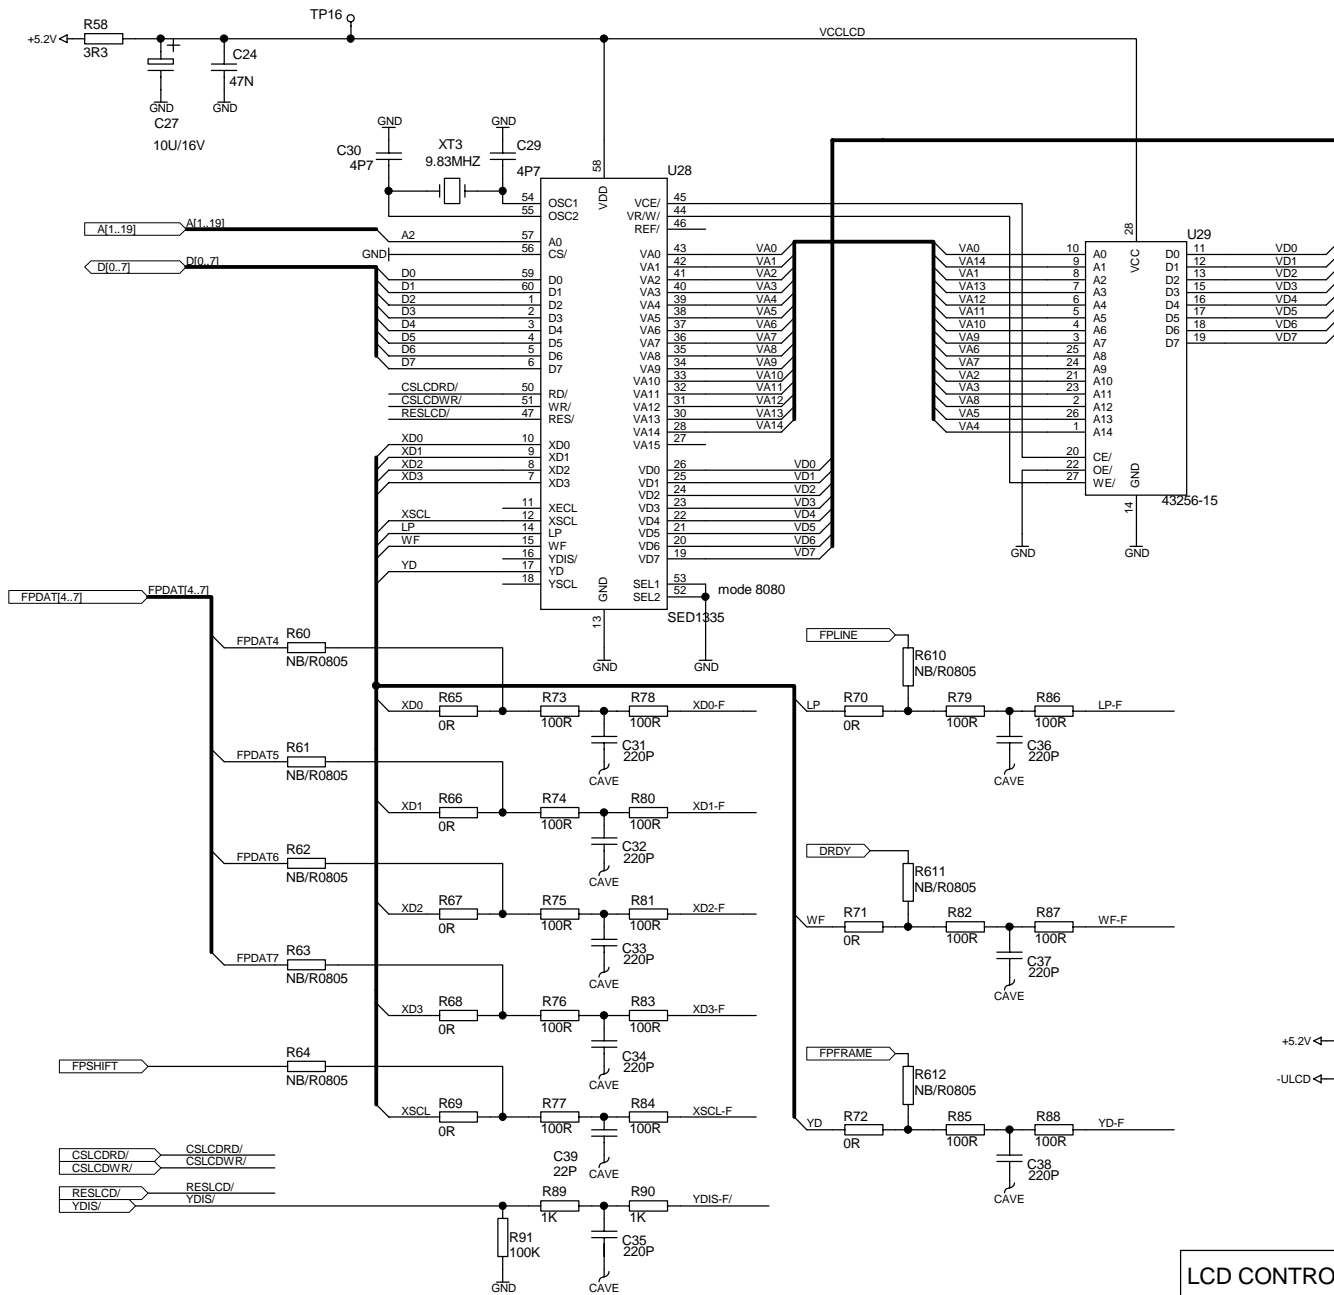 TP16
R58
+5.2V
3R3
+
C24
47N
VCCLCD
GND
GND
C27
10U/16V
GND
GND
C30
4P7
XT3
9.83MHZ
C29
4P7
58
VDD
U28
54 OSC1
55 OSC2
A[1..19] A[1..19]
A2 57 A0
GND 56 CS/
D[0..7] D[0..7]
D0 59 D0
D1 60 D1
D2 1 D2
D3 2 D3
D4 3 D4
D5 4 D5
D6 5 D6
D7 6 D7
CSLCDRD/ 50 RD/
CSLCDWR/ 51 WR/
RESLCD/ 47 RES/
XD0 10 XD0
XD1 9 XD1
XD2 8 XD2
XD3 7 XD3
11 XECL
XSCL 12 XSCL
LP 14 LP
WF 15 WF
16 YDIS/
YD 17 YD
18 YSCL
VCE/ 45
VR/W/ 44
REF/ 46
VA0 43 VA0
VA1 42 VA1
VA2 41 VA2
VA3 40 VA3
VA4 39 VA4
VA5 38 VA5
VA6 37 VA6
VA7 36 VA7
VA8 35 VA8
VA9 34 VA9
VA10 33 VA10
VA11 32 VA11
VA12 31 VA12
VA13 30 VA13
VA14 28 VA14
VA15 27
VD0 26 VD0
VD1 25 VD1
VD2 24 VD2
VD3 23 VD3
VD4 22 VD4
VD5 21 VD5
VD6 20 VD6
VD7 19 VD7
SEL1 53
SEL2 52
mode 8080
GND
13
SED1335
GND
GND
28
VCC
U29
VA0 10 A0
VA14 9 A1
VA1 8 A2
VA13 7 A3
VA12 6 A4
VA11 5 A5
VA10 4 A6
VA9 3 A7
VA6 25 A8
VA7 24 A9
VA2 21 A10
VA3 23 A11
VA8 2 A12
VA5 26 A13
VA4 1 A14
20 CE/
22 OE/
27 WE/
D0 11 VD0
D1 12 VD1
D2 13 VD2
D3 15 VD3
D4 16 VD4
D5 17 VD5
D6 18 VD6
D7 19 VD7
GND
14
43256-15
GND
GND
FPDAT[4..7] FPDAT[4..7]
FPDAT4 R60
NB/R0805
XD0 R65 R73 R78 XD0-F
0R 100R 100R
C31
220P
CAVE
FPDAT5 R61
NB/R0805
XD1 R66 R74 R80 XD1-F
0R 100R 100R
C32
220P
CAVE
FPDAT6 R62
NB/R0805
XD2 R67 R75 R81 XD2-F
0R 100R 100R
C33
220P
CAVE
FPDAT7 R63
NB/R0805
XD3 R68 R76 R83 XD3-F
0R 100R 100R
C34
220P
CAVE
FPSHIFT R64
NB/R0805
XSCL R69 R77 R84 XSCL-F
0R 100R 100R
C39
22P
CAVE
CSLCDRD/ CSLCDRD/
CSLCDWR/ CSLCDWR/
RESLCD/ RESLCD/
YDIS/ YDIS/
R89 R90 YDIS-F/
1K 1K
R91
100K
C35
220P
GND
CAVE
FPLINE
R610
NB/R0805
LP R70 R79 R86 LP-F
0R 100R 100R
C36
220P
CAVE
DRDY
R611
NB/R0805
WF R71 R82 R87 WF-F
0R 100R 100R
C37
220P
CAVE
FPFRAME
R612
NB/R0805
YD R72 R85 R88 YD-F
0R 100R 100R
C38
220P
CAVE
+5.2V
-ULCD
LCD CONTRO